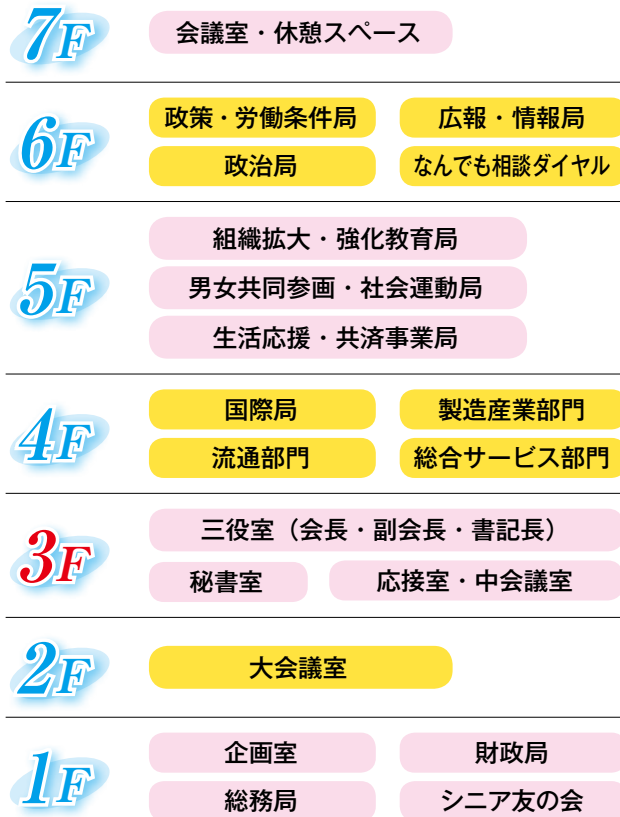 7F
会議室・休憩スペース
6F
政策・労働条件局 広報・情報局
政治局 なんでも相談ダイヤル
5F
組織拡大・強化教育局
男女共同参画・社会運動局
生活応援・共済事業局
4F
国際局 製造産業部門
流通部門 総合サービス部門
3F
三役室（会長・副会長・書記長）
秘書室 応接室・中会議室
2F
大会議室
1F
企画室 財政局
総務局 シニア友の会